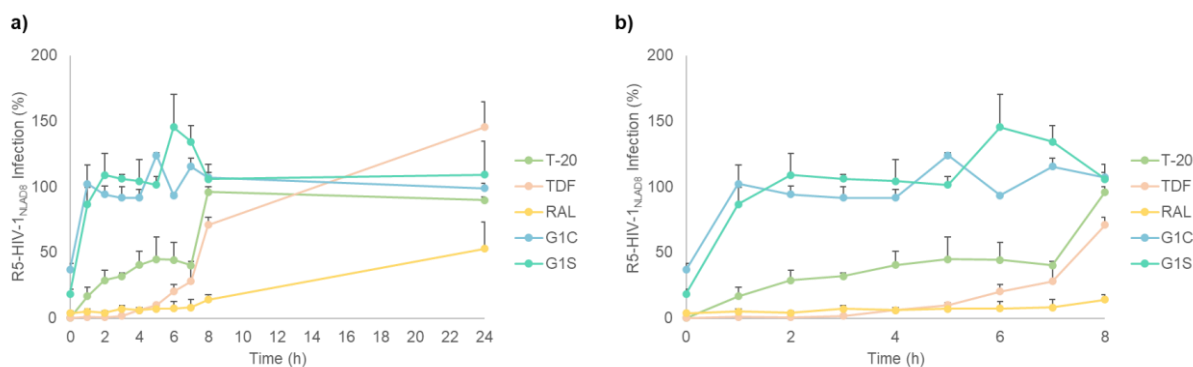 a)
200
150
100
50
0
R5-HIV-1NLAD8 Infection (%)
0 2 4 6 8 10 12 14 16 18 20 22 24
Time (h)
T-20
TDF
RAL
G1C
G1S
b)
200
150
100
50
0
R5-HIV-1NLAD8 Infection (%)
0 2 4 6 8
Time (h)
T-20
TDF
RAL
G1C
G1S